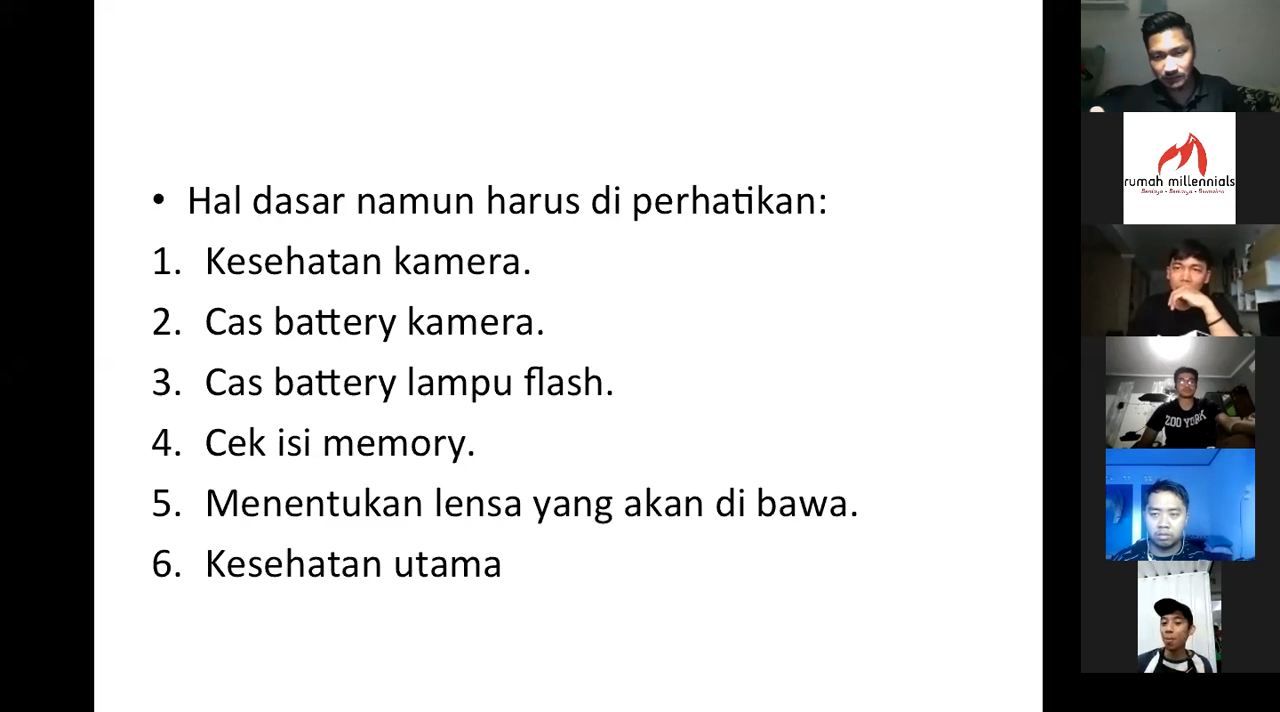 • Hal dasar namun harus di perhatikan:
1. Kesehatan kamera.
2. Cas battery kamera.
3. Cas battery lampu flash.
4. Cek isi memory.
5. Menentukan lensa yang akan di bawa.
6. Kesehatan utama
rumah millennials
ZOO YORK